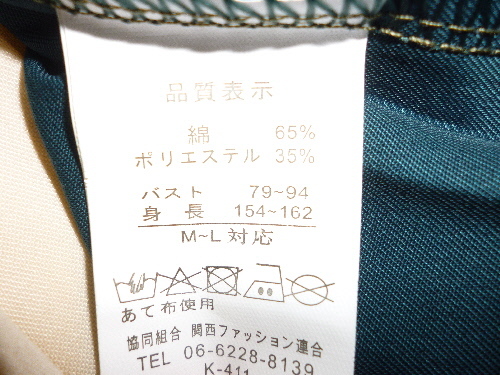 品質表示
綿 65%
ポリエステル 35%
バスト 79~94
身長 154~162
M~L対応
あて布使用
協同組合 関西ファッション連合
TEL 06-6228-8139
K-411